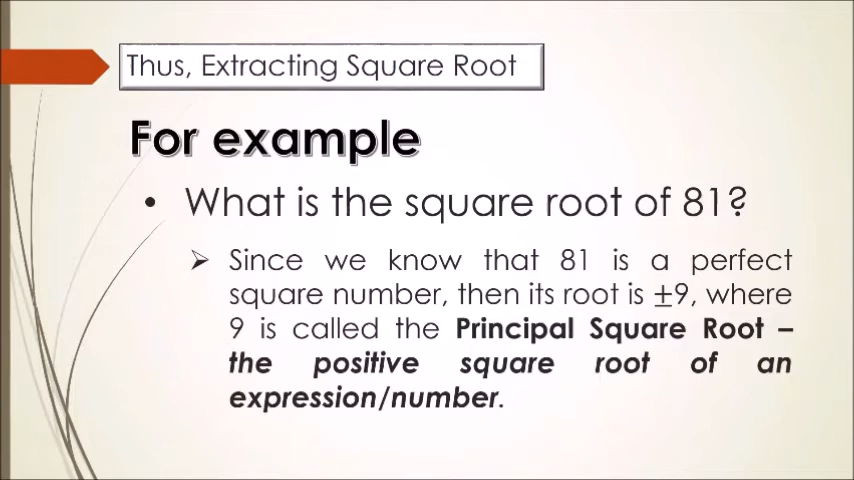 Thus, Extracting Square Root
For example
• What is the square root of 81?
➢ Since we know that 81 is a perfect
square number, then its root is ±9, where
9 is called the Principal Square Root –
the positive square root of an
expression/number.